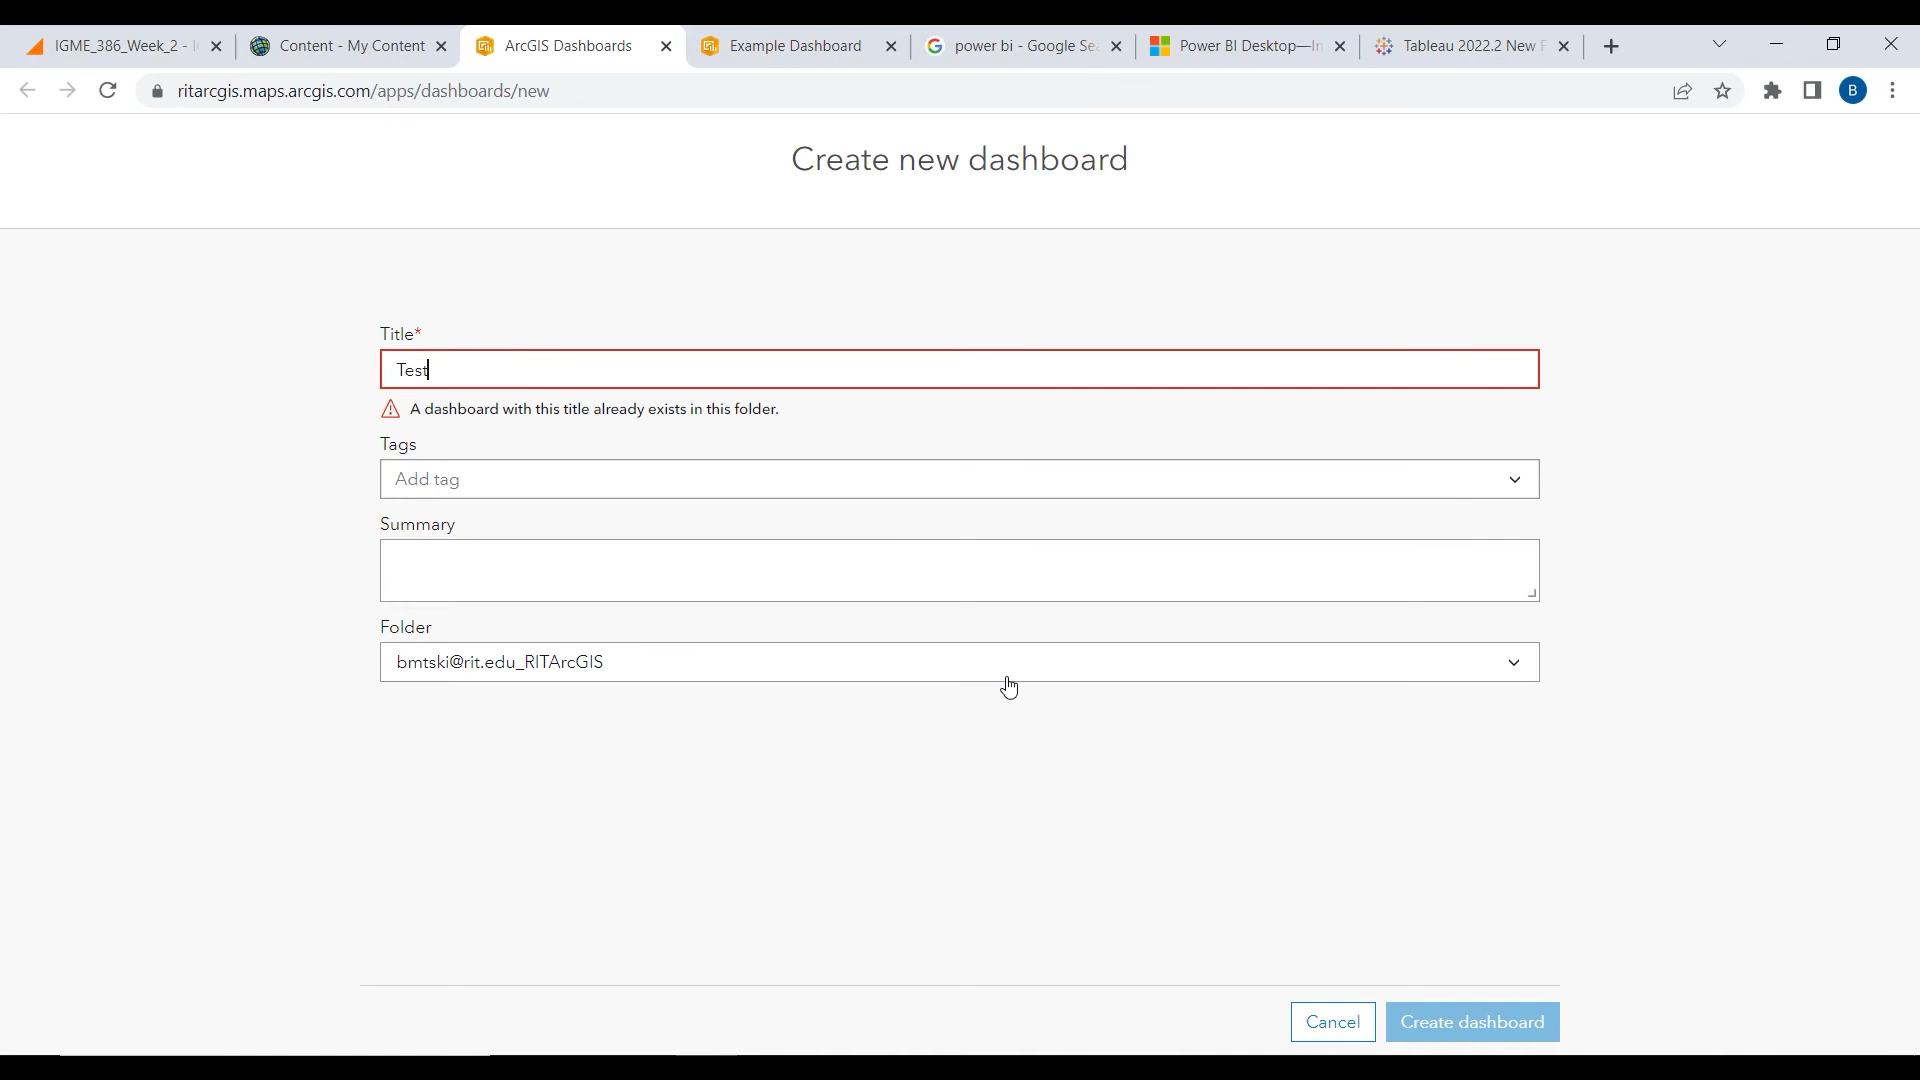 IGME_386_Week_2 - I
Content - My Content
ArcGIS Dashboards
Example Dashboard
power bi - Google Se
Power BI Desktop—In
Tableau 2022.2 New F
ritarcgis.maps.arcgis.com/apps/dashboards/new
B
Create new dashboard
Title*
Test
A dashboard with this title already exists in this folder.
Tags
Add tag
Summary
Folder
bmtski@rit.edu_RITArcGIS
Cancel
Create dashboard